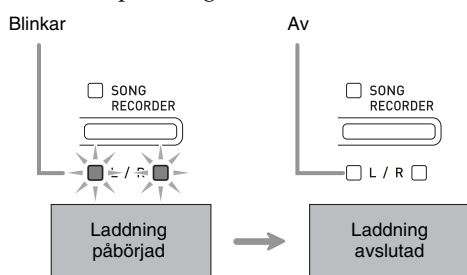 Blinkar
Av
SONG
RECORDER
SONG
RECORDER
L / R
L / R
Laddning
påbörjad
Laddning
avslutad